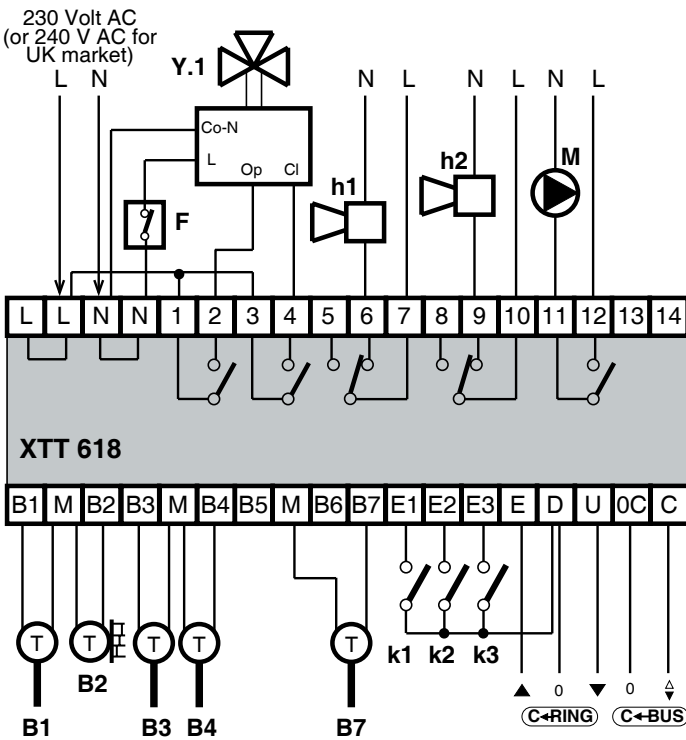 230 Volt AC
(or 240 V AC for
UK market)
L N
Y.1
N L N L N L
Co-N
L
Op Cl
h1
h2
M
F
L L N N 1 2 3 4 5 6 7 8 9 10 11 12 13 14
XTT 618
B1 M B2 B3 M B4 B5 M B6 B7 E1 E2 E3 E D U 0C C
T T T T T
k1 k2 k3
B2
0 0
C RING C BUS
B1 B3 B4 B7